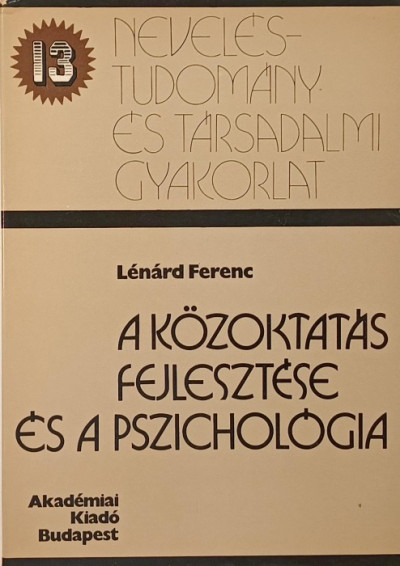 13
NEVELÉS-
TUDOMÁNY
ÉS TÁRSADALMI
GYAKORLAT
Lénárd Ferenc
A KÖZOKTATÁS
FEJLESZTÉSE
ÉS A PSZICHOLÓGIA
Akadémiai
Kiadó
Budapest